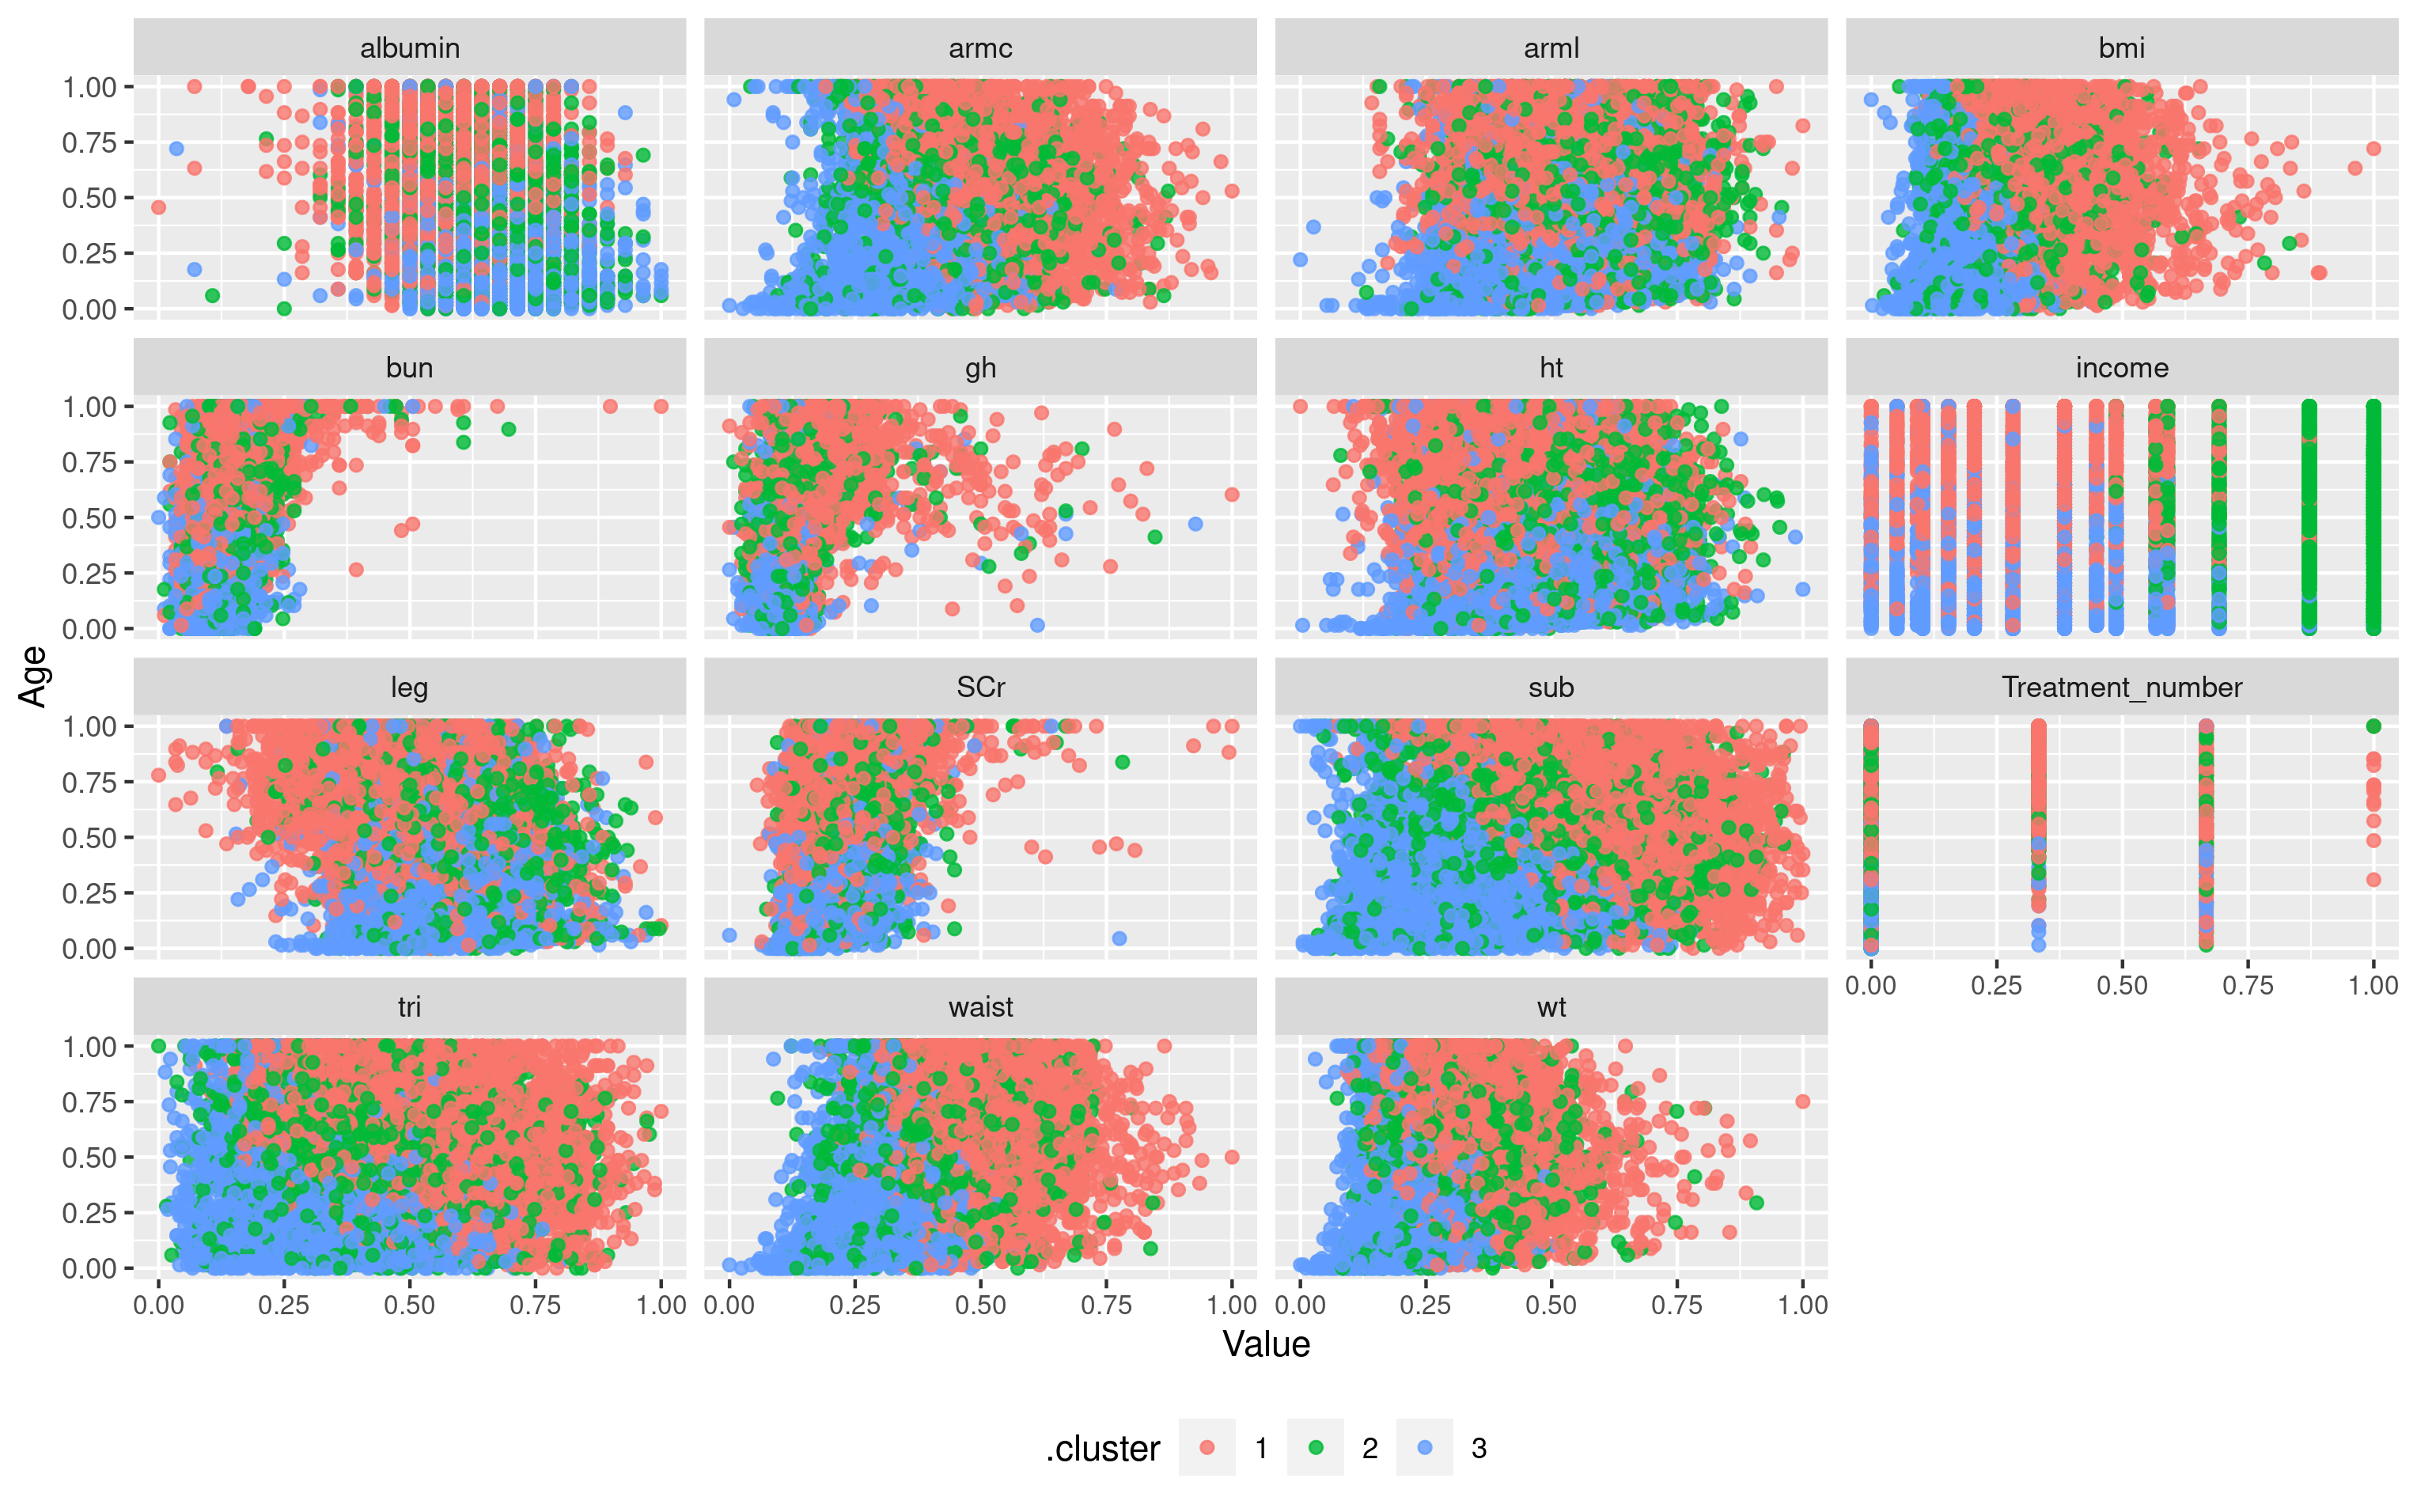 albumin armc arml bmi
1.00
0.75
0.50
0.25
0.00
bun gh ht income
1.00
0.75
0.50
0.25
0.00
Age
leg SCr sub Treatment_number
1.00
0.75
0.50
0.25
0.00
0.00 0.25 0.50 0.75 1.00
tri waist wt
1.00
0.75
0.50
0.25
0.00
0.00 0.25 0.50 0.75 1.00 0.00 0.25 0.50 0.75 1.00 0.00 0.25 0.50 0.75 1.00
Value
.cluster 1 2 3